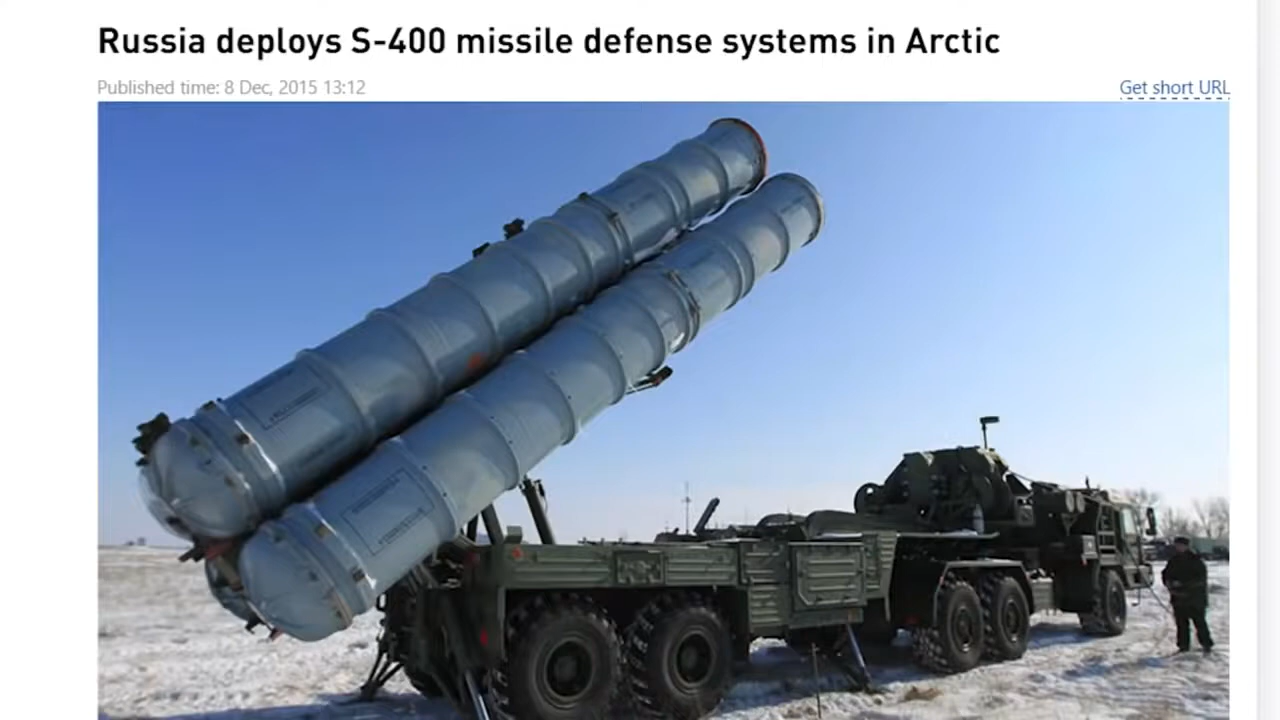 Russia deploys S-400 missile defense systems in Arctic
Published time: 8 Dec, 2015 13:12
Get short URL